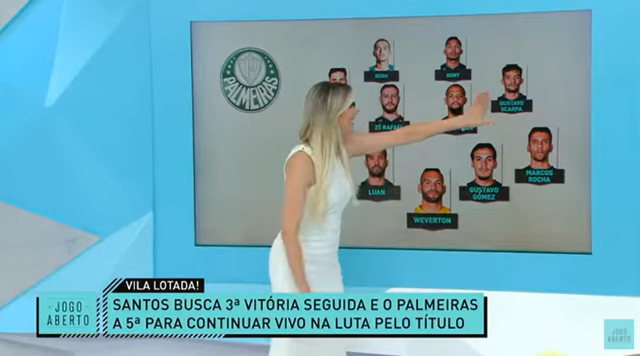 PALMEIRAS
DUDU
RONY
GUSTAVO
SCARPA
ZÉ RAFAEL
LUAN
WEVERTON
GUSTAVO
GÓMEZ
MARCOS
ROCHA
VILA LOTADA!
JOGO
ABERTO
SANTOS BUSCA 3ª VITÓRIA SEGUIDA E O PALMEIRAS
A 5ª PARA CONTINUAR VIVO NA LUTA PELO TÍTULO
JOGO
ABERTO